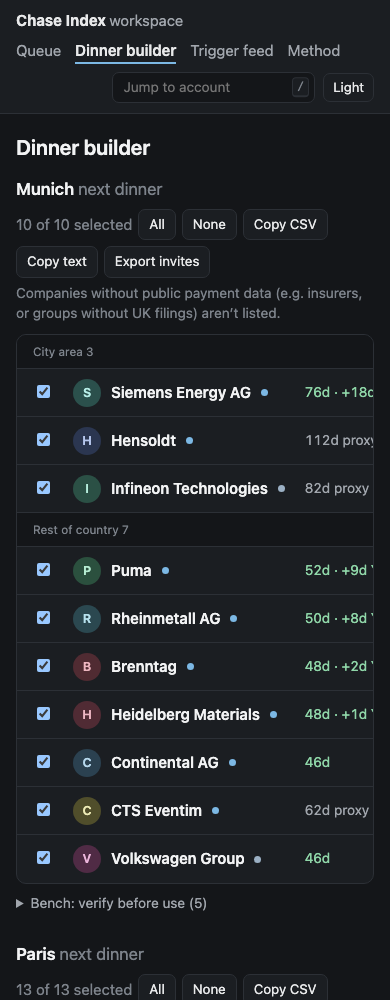 Chase Index workspace
Queue Dinner builder Trigger feed Method
Jump to account / Light
Dinner builder
Munich next dinner
10 of 10 selected All None Copy CSV
Copy text Export invites
Companies without public payment data (e.g. insurers,
or groups without UK filings) aren't listed.
City area 3
S Siemens Energy AG 76d · +18d
H Hensoldt 112d proxy
I Infineon Technologies 82d proxy
Rest of country 7
P Puma 52d · +9d
R Rheinmetall AG 50d · +8d
B Brenntag 48d · +2d
H Heidelberg Materials 48d · +1d
C Continental AG 46d
C CTS Eventim 62d proxy
V Volkswagen Group 46d
Bench: verify before use (5)
Paris next dinner
13 of 13 selected All None Copy CSV